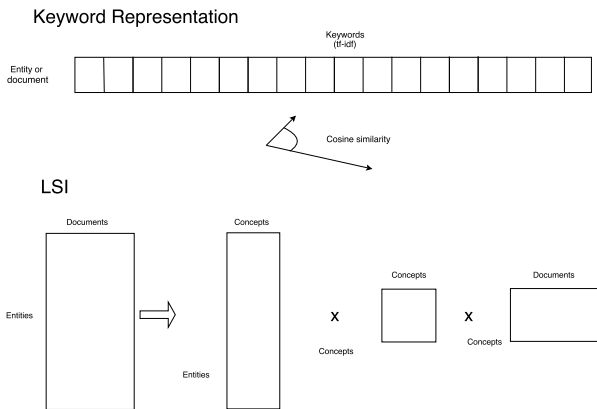 Keyword Representation
Keywords
(tf-idf)
Entity or
document
Cosine similarity
LSI
Documents
Concepts
Concepts
Documents
Entities
x
x
Concepts
Concepts
Entities